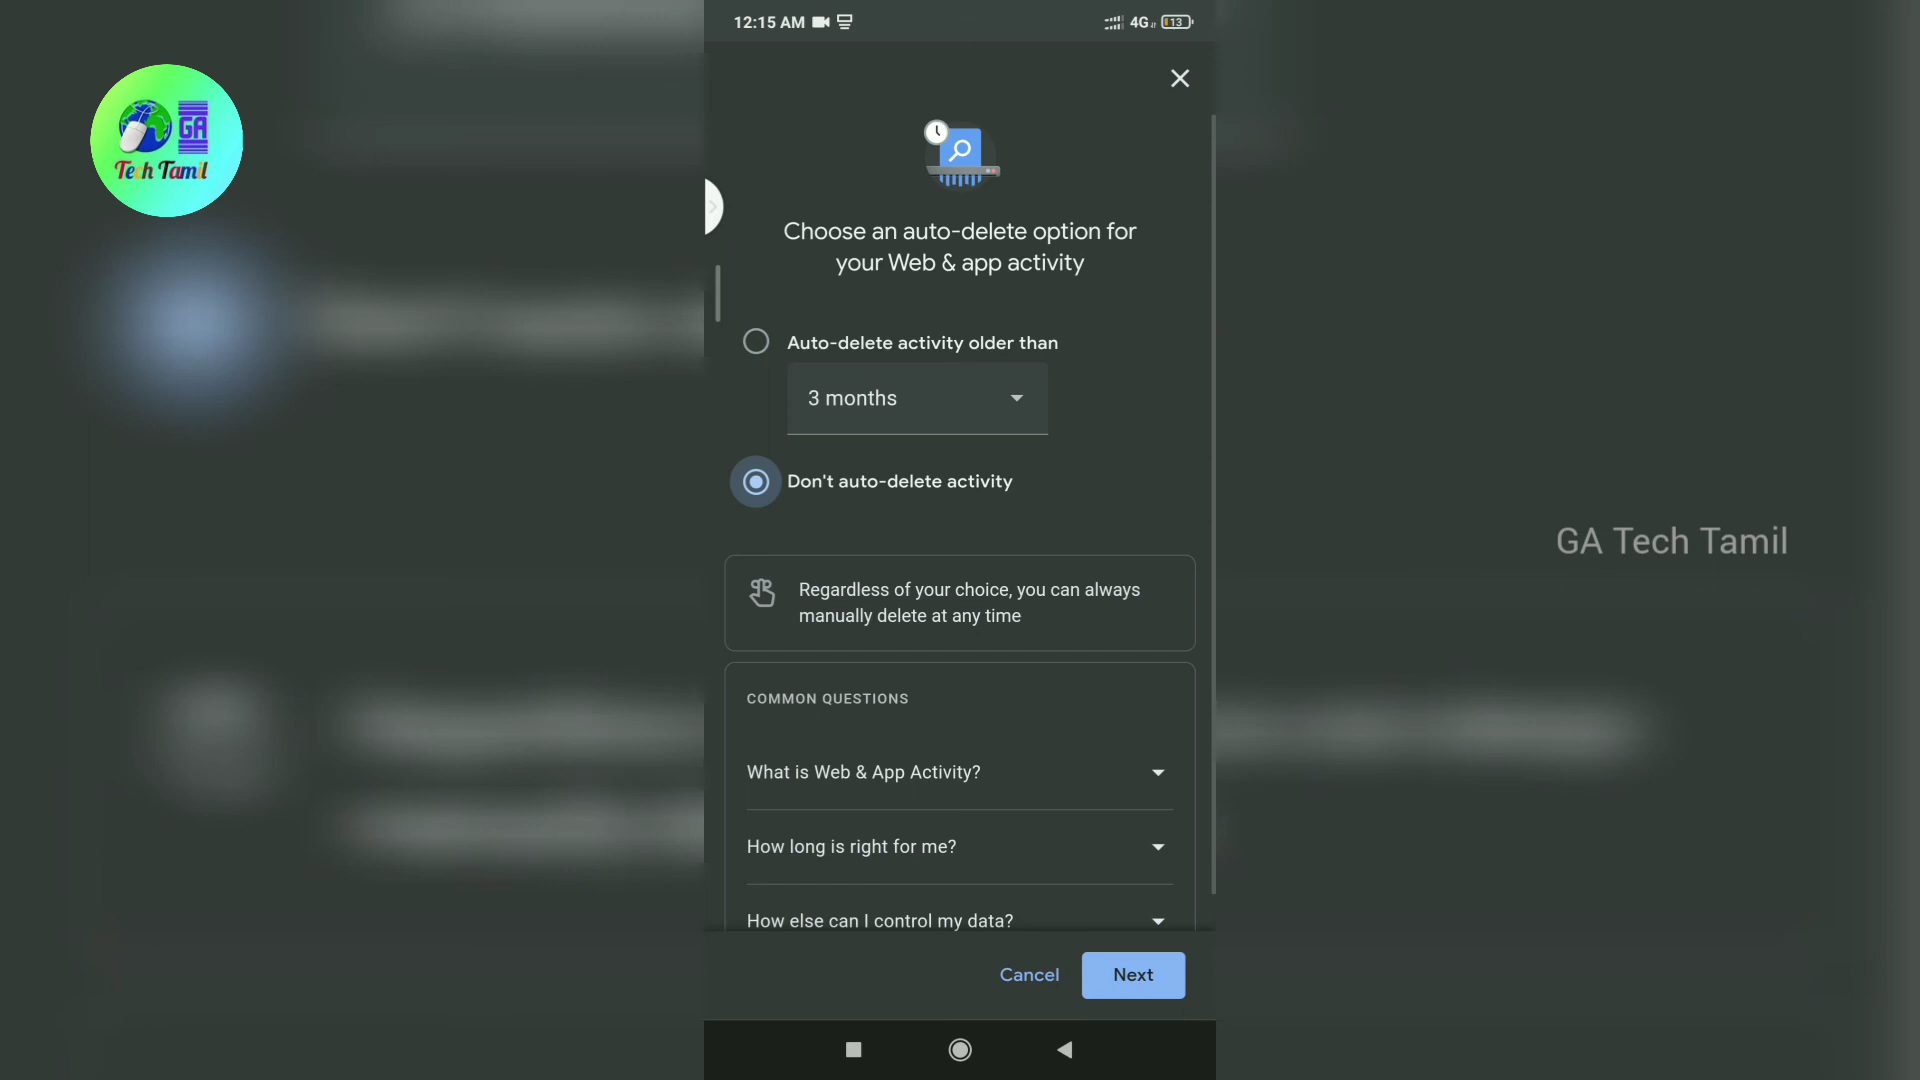 12:15 AM
4G
13
GA
Tech Tamil
Choose an auto-delete option for
your Web & app activity
Auto-delete activity older than
3 months
Don't auto-delete activity
GA Tech Tamil
Regardless of your choice, you can always
manually delete at any time
COMMON QUESTIONS
What is Web & App Activity?
How long is right for me?
How else can I control my data?
Cancel
Next